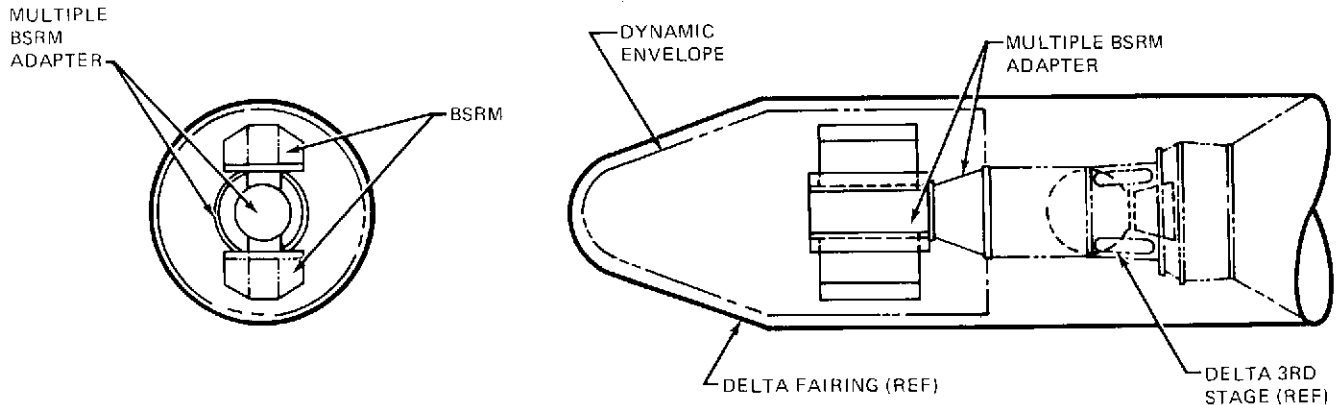 MULTIPLE
BSRM
ADAPTER
BSRM
DYNAMIC
ENVELOPE
MULTIPLE BSRM
ADAPTER
DELTA FAIRING (REF)
DELTA 3RD
STAGE (REF)